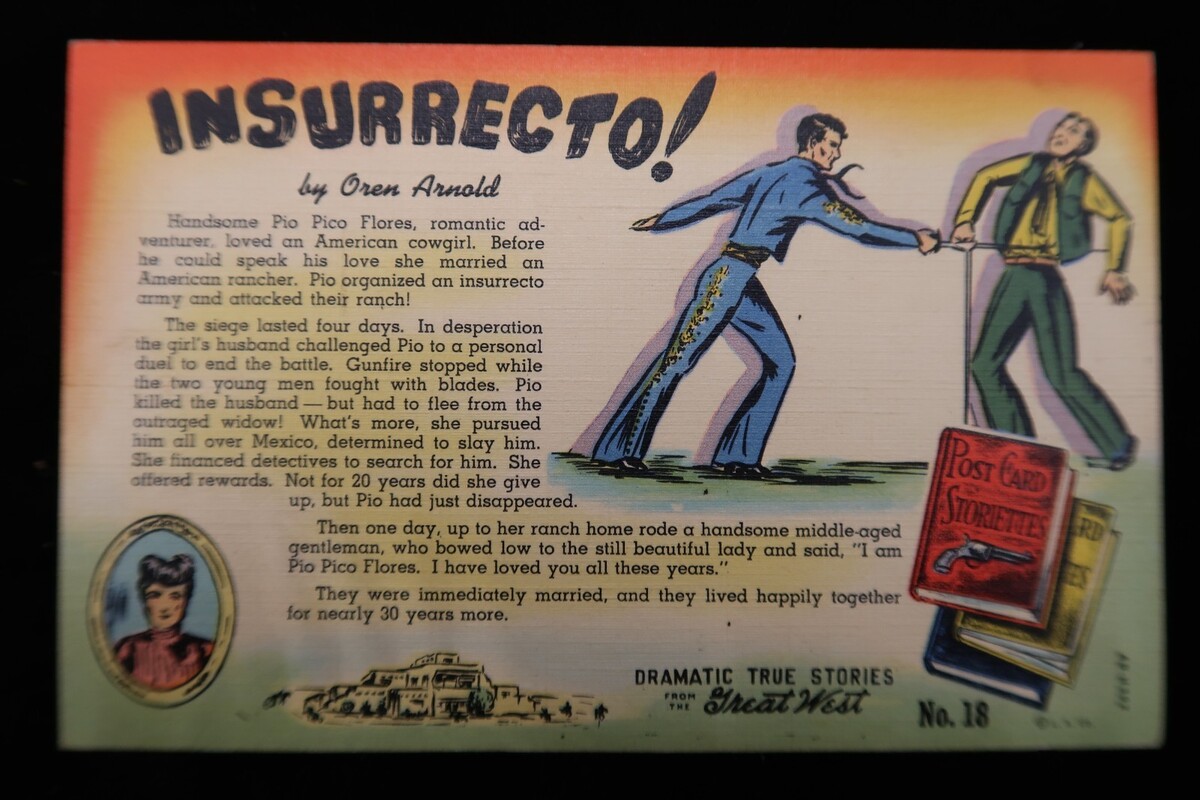 INSURRECTO!
by Oren Arnold
Handsome Pio Pico Flores, romantic ad-
venturer, loved an American cowgirl. Before
he could speak his love she married an
American rancher. Pio organized an insurrecto
army and attacked their ranch!
The siege lasted four days. In desperation
the girl's husband challenged Pio to a personal
duel to end the battle. Gunfire stopped while
the two young men fought with blades. Pio
killed the husband — but had to flee from the
outraged widow! What's more, she pursued
him all over Mexico, determined to slay him.
She financed detectives to search for him. She
offered rewards. Not for 20 years did she give
up, but Pio had just disappeared.
Then one day, up to her ranch home rode a handsome middle-aged
gentleman, who bowed low to the still beautiful lady and said, "I am
Pio Pico Flores. I have loved you all these years."
They were immediately married, and they lived happily together
for nearly 30 years more.
POST CARD
STORIETTES
DRAMATIC TRUE STORIES
FROM THE Great West
No. 18